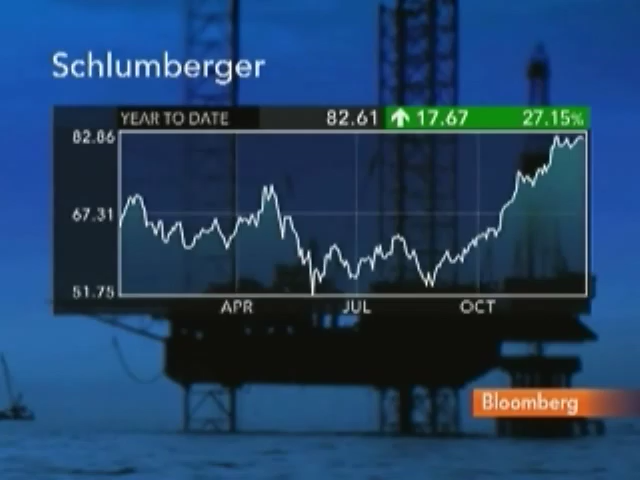 Schlumberger
YEAR TO DATE 82.61 17.67 27.15%
82.86
67.31
51.75
APR JUL OCT
Bloomberg